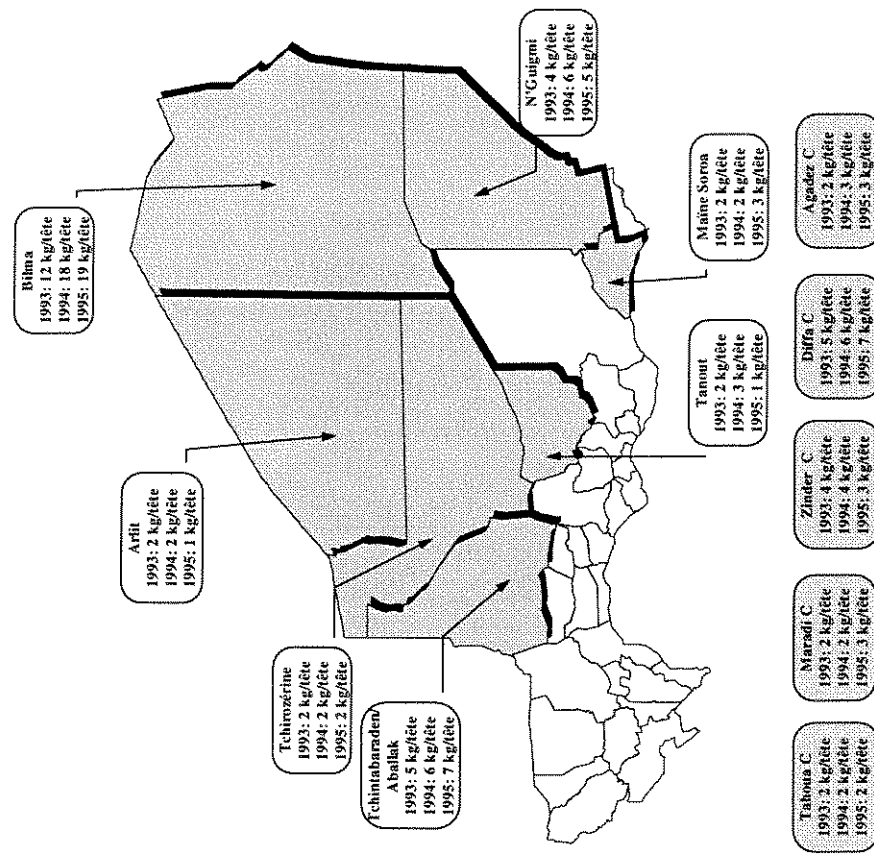 Bilma
1993: 12 kg/tête
1994: 18 kg/tête
1995: 19 kg/tête
Arlit
1993: 2 kg/tête
1994: 2 kg/tête
1995: 1 kg/tête
Tchirozérine
1993: 2 kg/tête
1994: 2 kg/tête
1995: 2 kg/tête
Tchintabaraden/
Aballak
1993: 5 kg/tête
1994: 6 kg/tête
1995: 7 kg/tête
N'Guigmi
1993: 4 kg/tête
1994: 6 kg/tête
1995: 5 kg/tête
Maïne Soroa
1993: 2 kg/tête
1994: 2 kg/tête
1995: 3 kg/tête
Tanout
1993: 2 kg/tête
1994: 3 kg/tête
1995: 1 kg/tête
Tahoua C
1993: 2 kg/tête
1994: 2 kg/tête
1995: 2 kg/tête
Maradi C
1993: 2 kg/tête
1994: 2 kg/tête
1995: 3 kg/tête
Zinder C
1993: 4 kg/tête
1994: 4 kg/tête
1995: 3 kg/tête
Diffa C
1993: 5 kg/tête
1994: 6 kg/tête
1995: 7 kg/tête
Agadez C
1993: 2 kg/tête
1994: 3 kg/tête
1995: 3 kg/tête